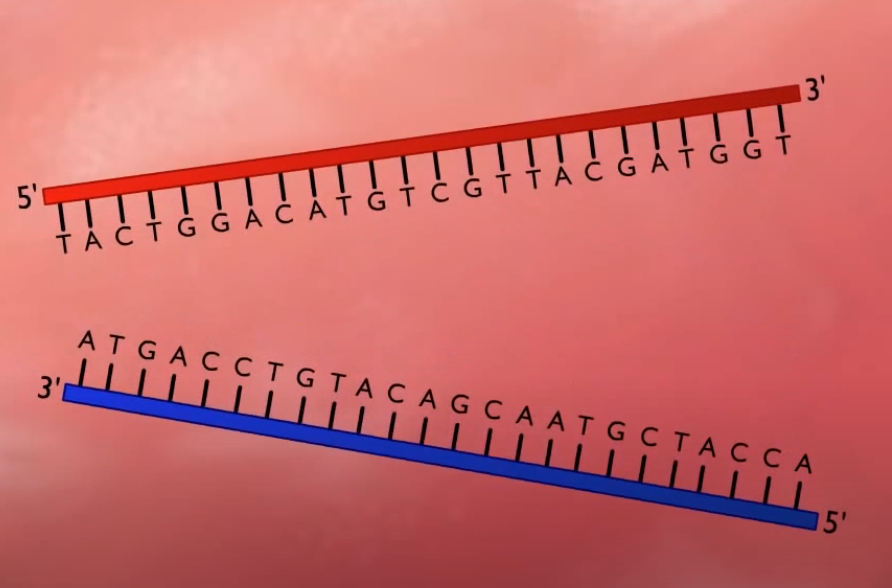 5' TACTGGACATGTCGTTACGATGGT 3'
3' ATGACCTGTACAGCAATGCTACCA 5'